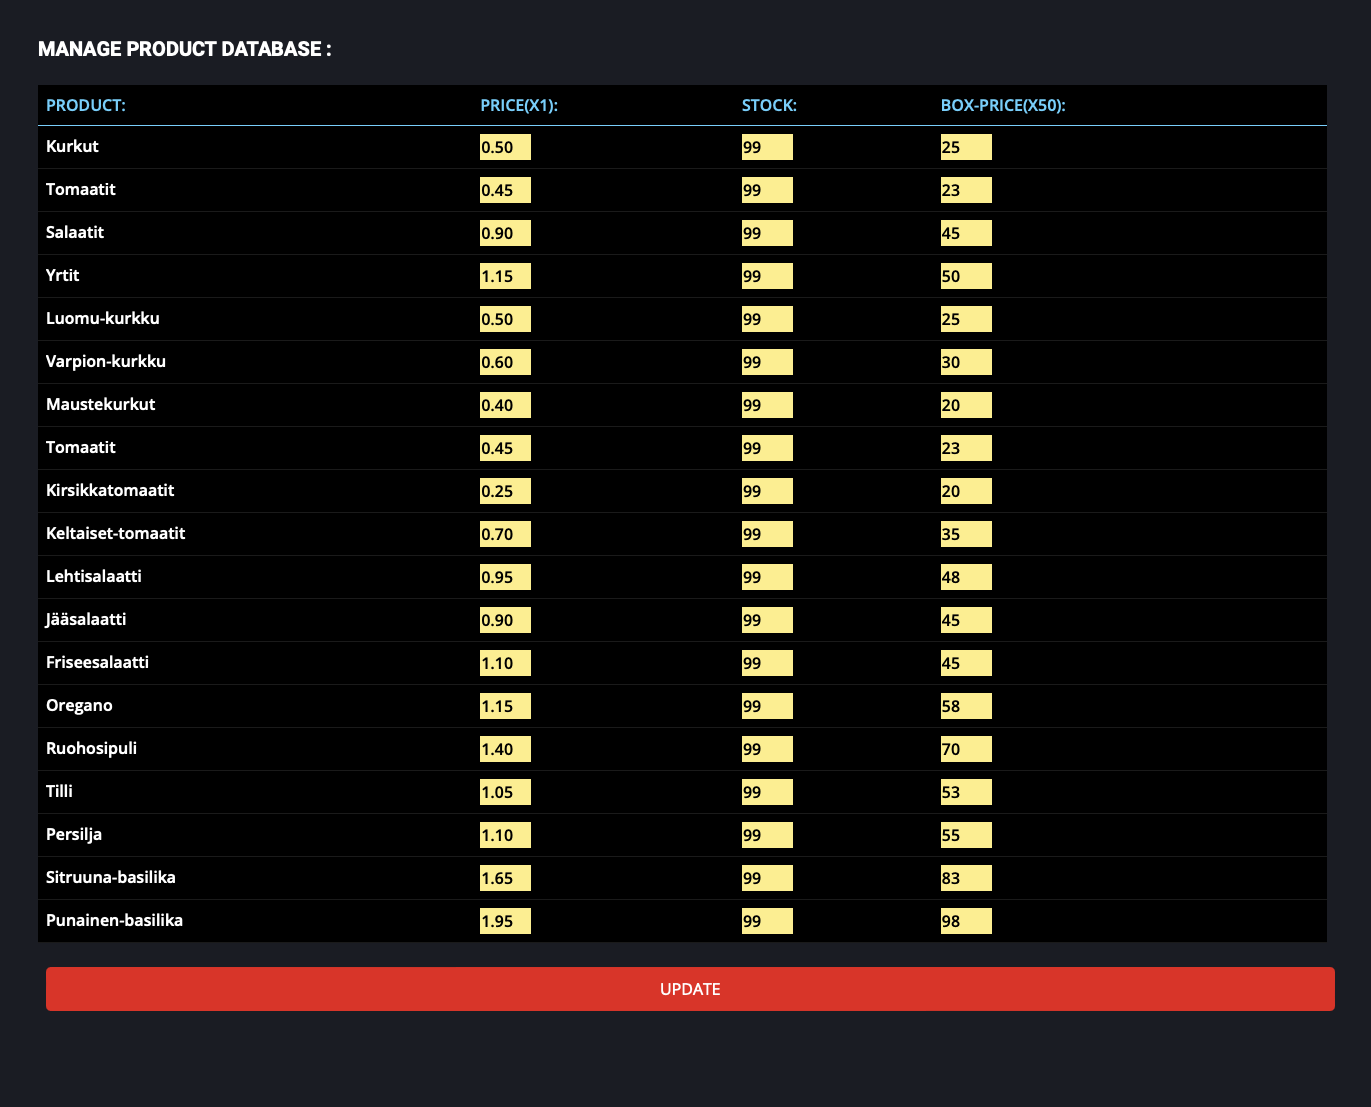 MANAGE PRODUCT DATABASE :
PRODUCT: PRICE(X1): STOCK: BOX-PRICE(X50):
Kurkut 0.50 99 25
Tomaatit 0.45 99 23
Salaatit 0.90 99 45
Yrtit 1.15 99 50
Luomu-kurkku 0.50 99 25
Varpion-kurkku 0.60 99 30
Maustekurkut 0.40 99 20
Tomaatit 0.45 99 23
Kirsikkatomaatit 0.25 99 20
Keltaiset-tomaatit 0.70 99 35
Lehtisalaatti 0.95 99 48
Jääsalaatti 0.90 99 45
Friseesalaatti 1.10 99 45
Oregano 1.15 99 58
Ruohosipuli 1.40 99 70
Tilli 1.05 99 53
Persilja 1.10 99 55
Sitruuna-basilika 1.65 99 83
Punainen-basilika 1.95 99 98
UPDATE